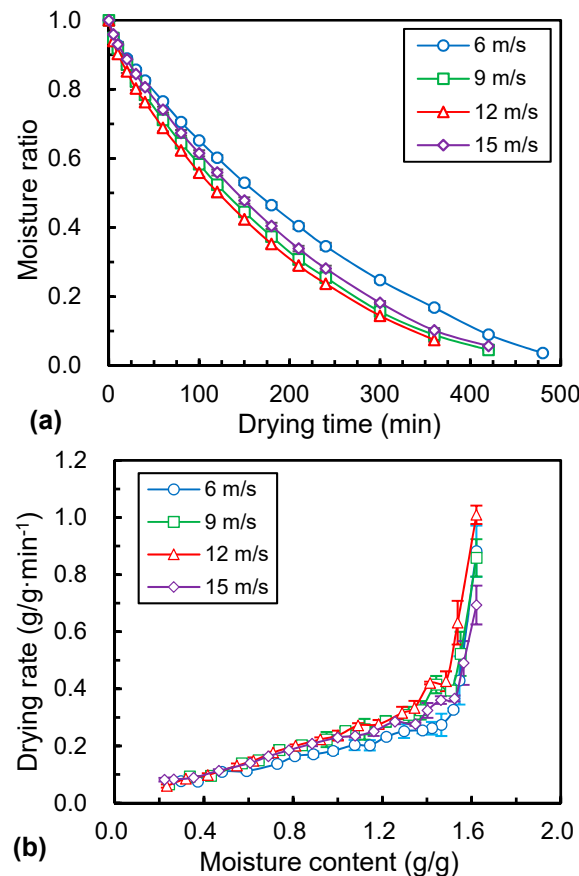 1.0
0.8
0.6
0.4
0.2
0.0
Moisture ratio
6 m/s
9 m/s
12 m/s
15 m/s
0 100 200 300 400 500
(a) Drying time (min)
1.2
1.0
0.8
0.6
0.4
0.2
0.0
Drying rate (g/g·min⁻¹)
6 m/s
9 m/s
12 m/s
15 m/s
0.0 0.4 0.8 1.2 1.6 2.0
(b) Moisture content (g/g)